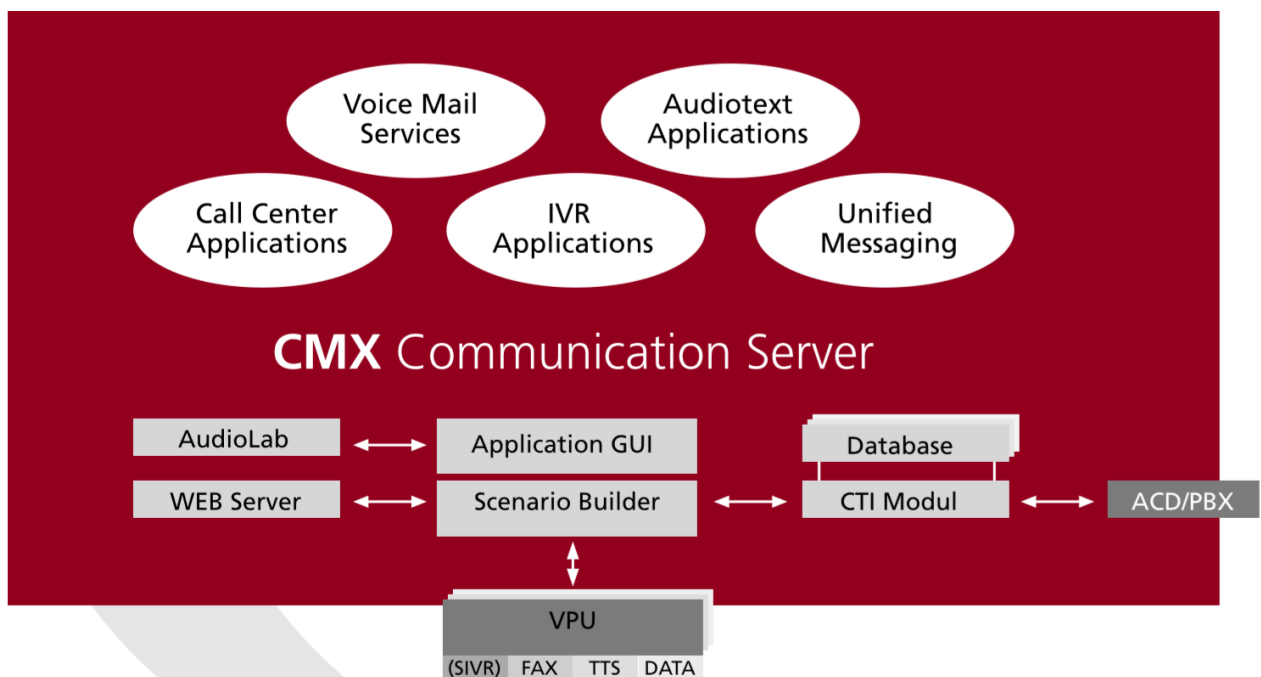 Voice Mail
Services
Audiotext
Applications
Call Center
Applications
IVR
Applications
Unified
Messaging
CMX Communication Server
AudioLab
Application GUI
Database
WEB Server
Scenario Builder
CTI Modul
ACD/PBX
VPU
(SIVR) FAX TTS DATA